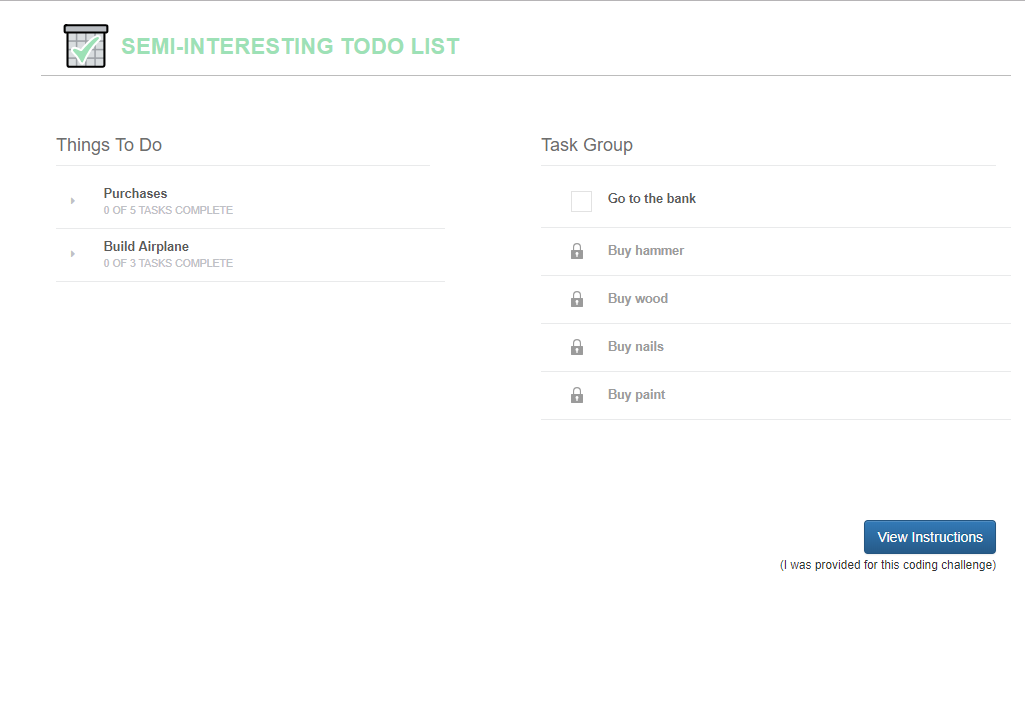 SEMI-INTERESTING TODO LIST
Things To Do
Purchases
0 OF 5 TASKS COMPLETE
Build Airplane
0 OF 3 TASKS COMPLETE
Task Group
Go to the bank
Buy hammer
Buy wood
Buy nails
Buy paint
View Instructions
(I was provided for this coding challenge)